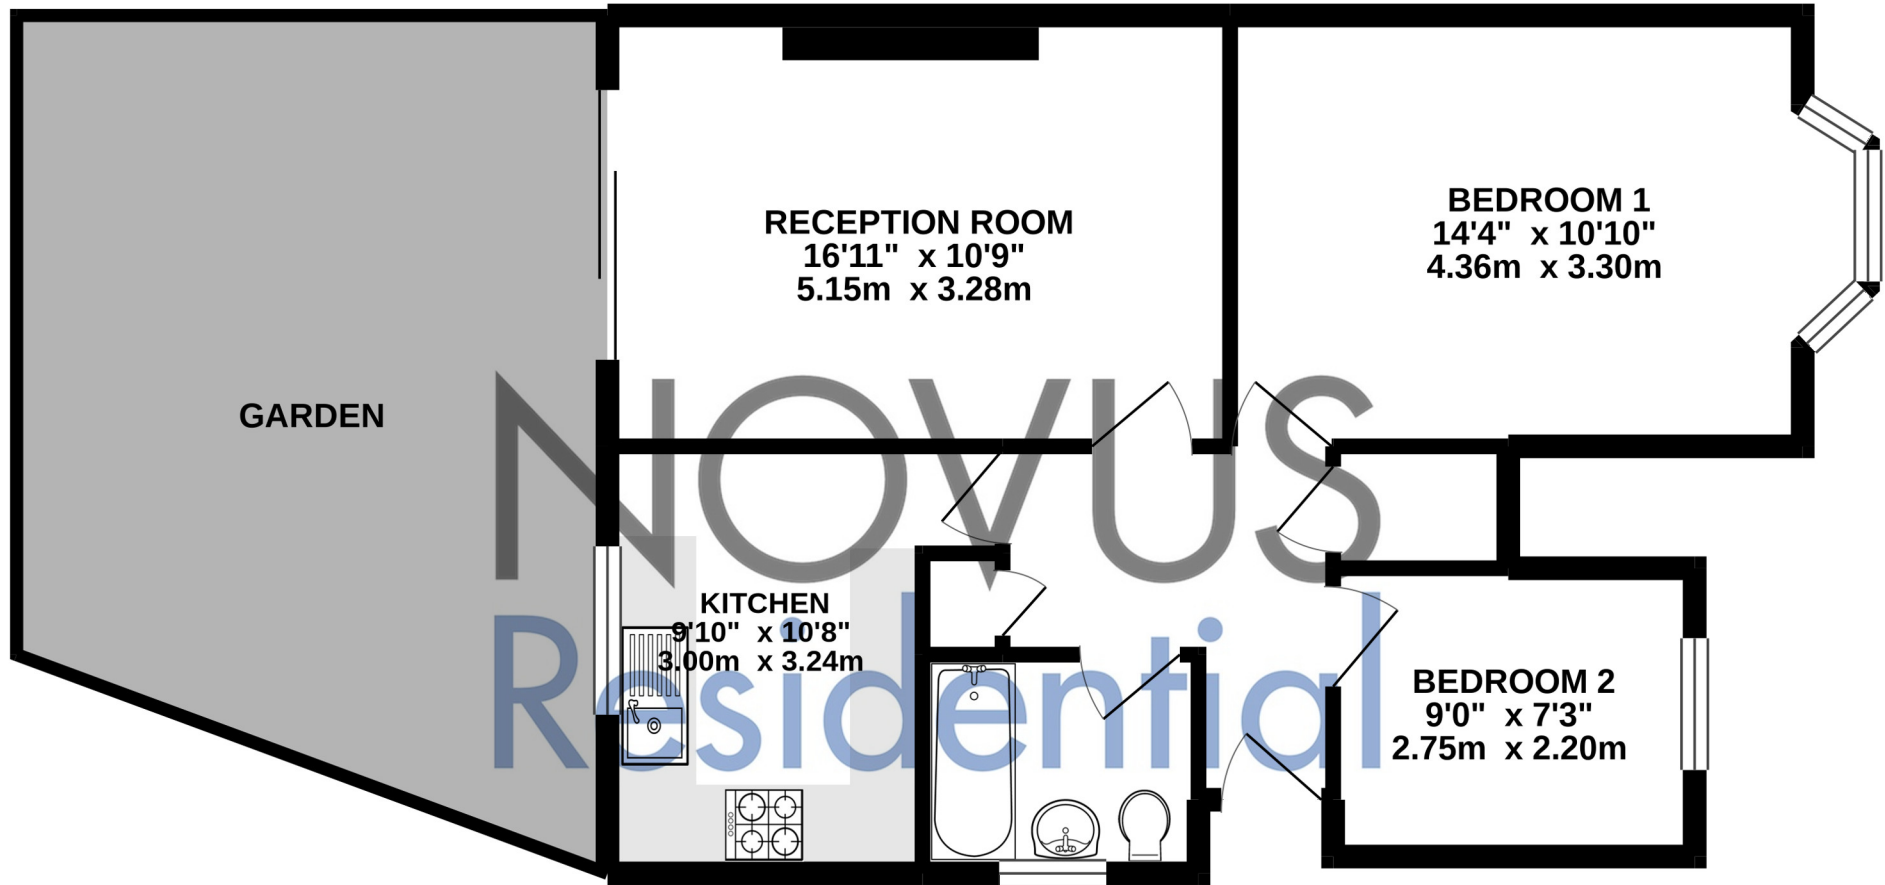 RECEPTION ROOM
16'11" x 10'9"
5.15m x 3.28m
BEDROOM 1
14'4" x 10'10"
4.36m x 3.30m
GARDEN
NOVUS
Residential
KITCHEN
9'10" x 10'8"
3.00m x 3.24m
BEDROOM 2
9'0" x 7'3"
2.75m x 2.20m